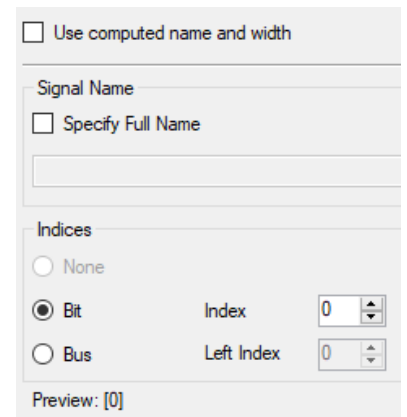 Use computed name and width
Signal Name
Specify Full Name
Indices
None
Bit Index 0
Bus Left Index 0
Preview: [0]